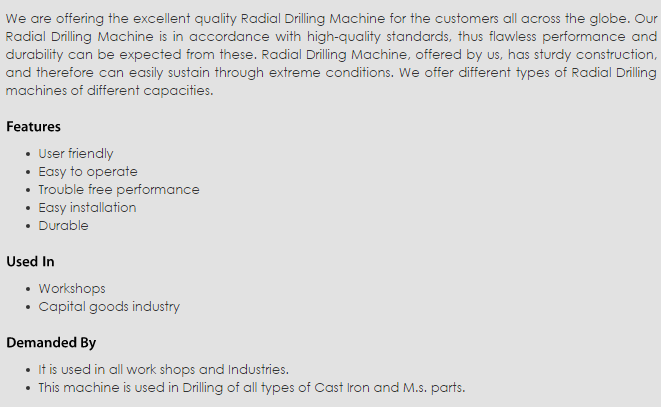 We are offering the excellent quality Radial Drilling Machine for the customers all across the globe. Our
Radial Drilling Machine is in accordance with high-quality standards, thus flawless performance and
durability can be expected from these. Radial Drilling Machine, offered by us, has sturdy construction,
and therefore can easily sustain through extreme conditions. We offer different types of Radial Drilling
machines of different capacities.
Features
• User friendly
• Easy to operate
• Trouble free performance
• Easy installation
• Durable
Used In
• Workshops
• Capital goods industry
Demanded By
• It is used in all work shops and Industries.
• This machine is used in Drilling of all types of Cast Iron and M.s. parts.